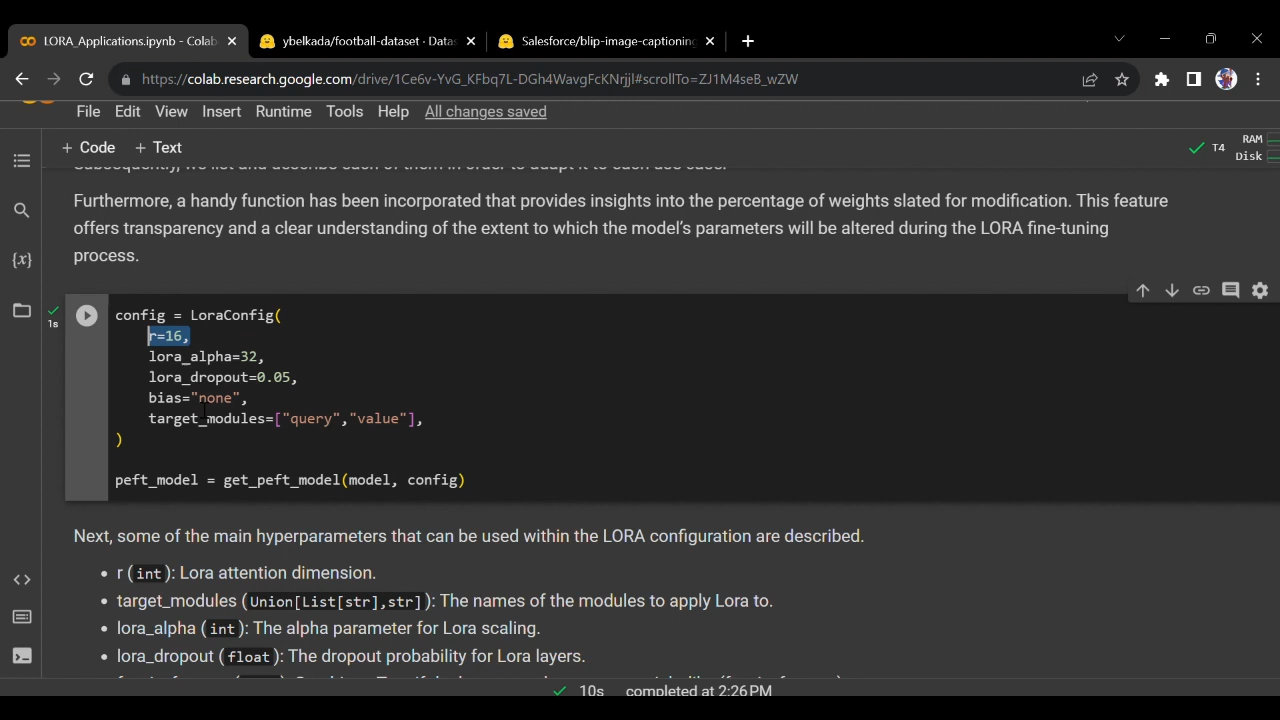 LORA_Applications.ipynb - Colab
ybelkada/football-dataset · Datas
Salesforce/blip-image-captioning
https://colab.research.google.com/drive/1Ce6v-YvG_KFbq7L-DGh4WavgFcKNrjjl#scrollTo=ZJ1M4seB_wZW
File Edit View Insert Runtime Tools Help All changes saved
+ Code + Text
T4 RAM
Disk
Furthermore, a handy function has been incorporated that provides insights into the percentage of weights slated for modification. This feature
offers transparency and a clear understanding of the extent to which the model's parameters will be altered during the LORA fine-tuning
process.
{x}
1s
config = LoraConfig(
r=16,
lora_alpha=32,
lora_dropout=0.05,
bias="none",
target_modules=["query","value"],
)
peft_model = get_peft_model(model, config)
Next, some of the main hyperparameters that can be used within the LORA configuration are described.
• r (int): Lora attention dimension.
• target_modules (Union[List[str],str]): The names of the modules to apply Lora to.
• lora_alpha (int): The alpha parameter for Lora scaling.
• lora_dropout (float): The dropout probability for Lora layers.
10s completed at 2:26 PM